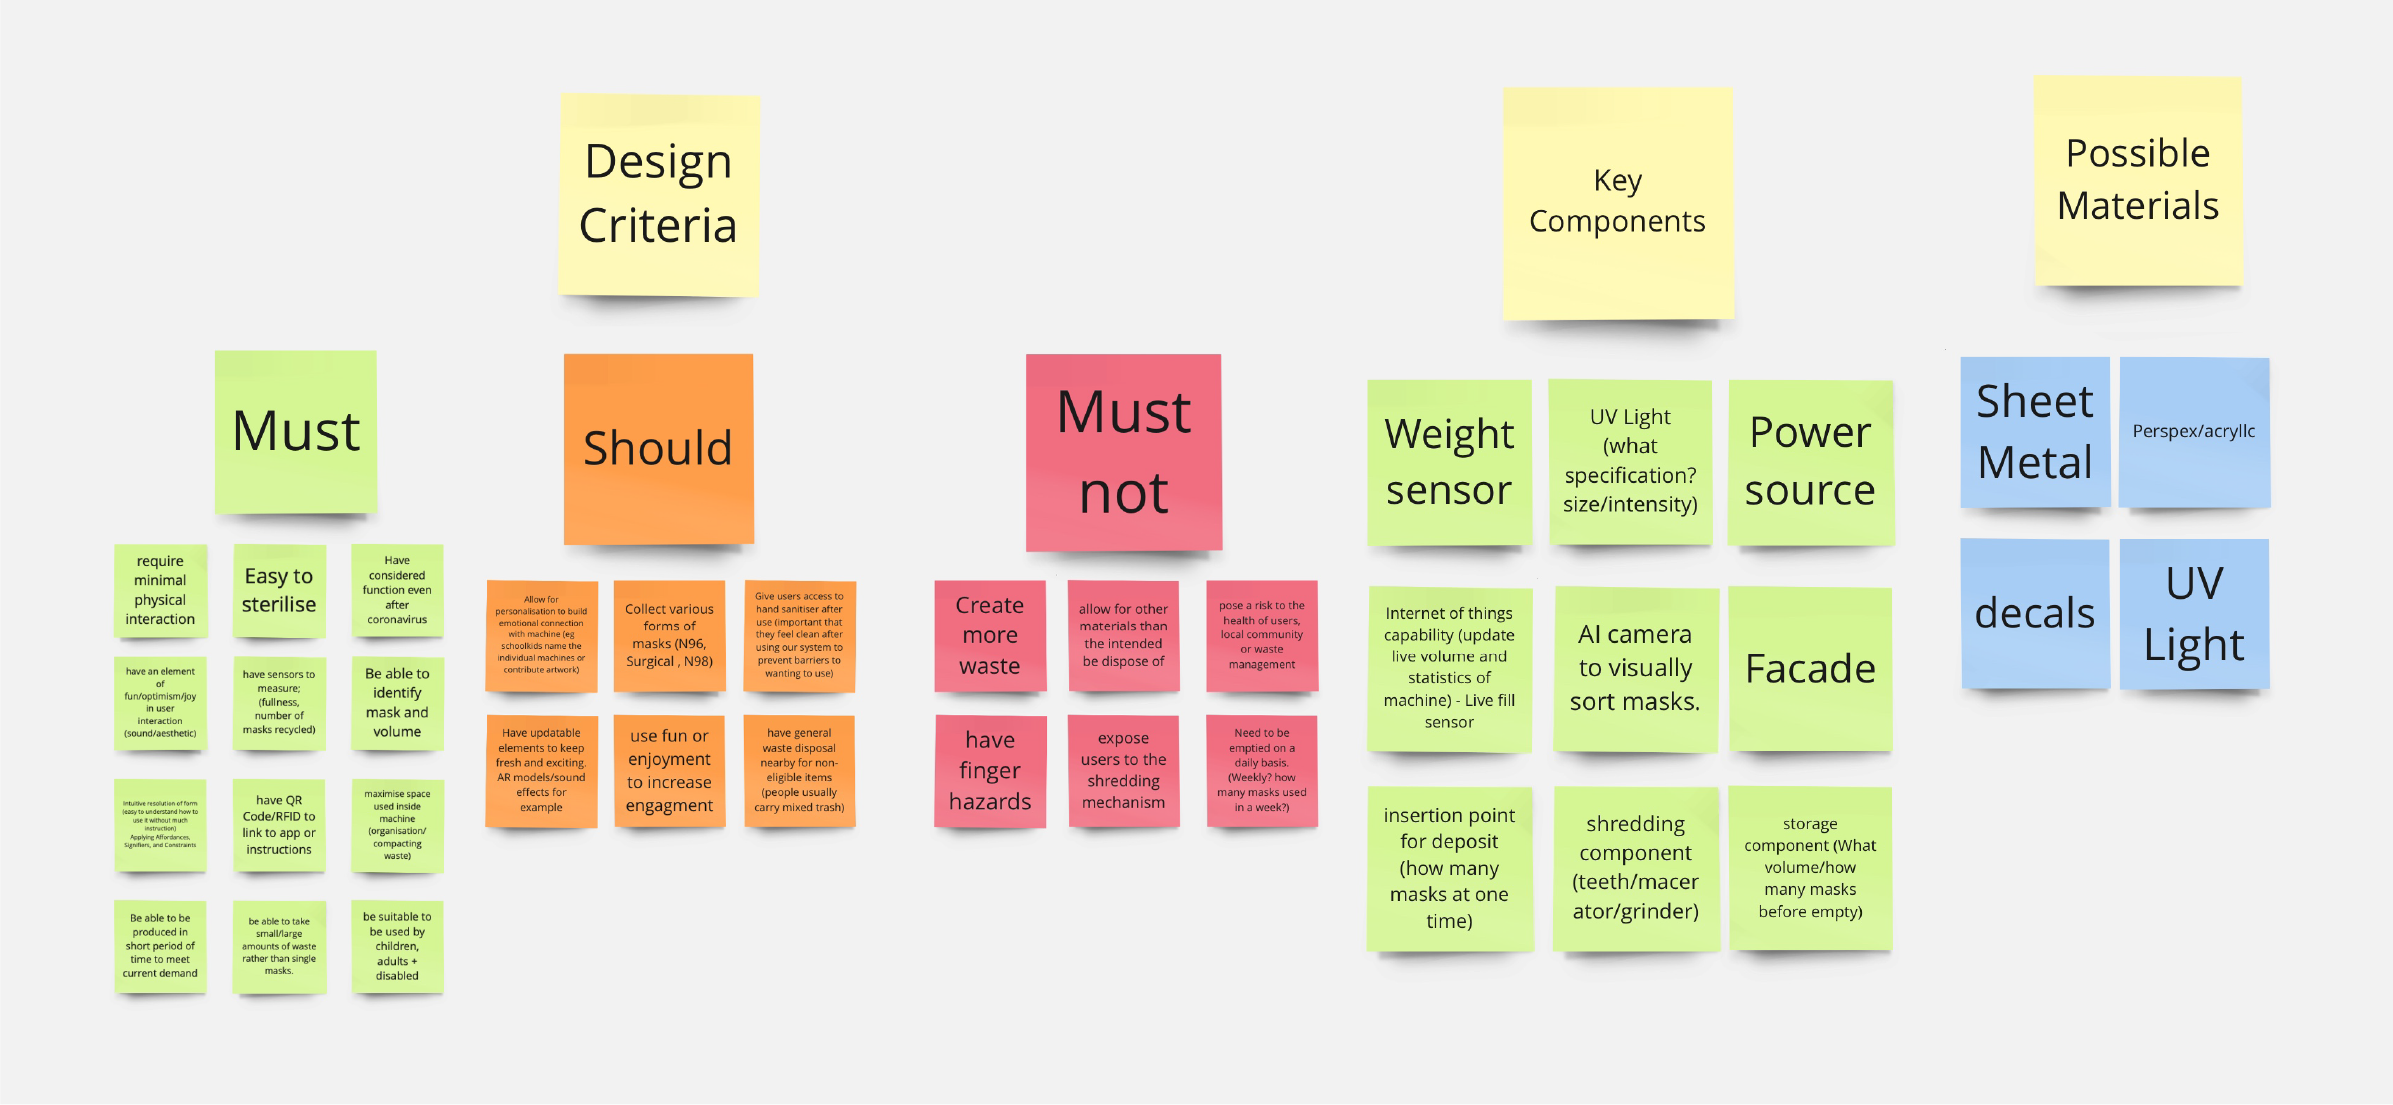 Design
Criteria
Key
Components
Possible
Materials
Must
require
minimal
physical
interaction
Easy to
sterilise
Have
considered
function even
after
coronavirus
have an element
of
fun/optimism/joy
in user
interaction
(sound/aesthetic)
have sensors to
measure;
(fullness,
number of
masks recycled)
Be able to
identify
mask and
volume
Intuitive resolution of form
(easy to understand how to
use it without much
instruction)
Applying Affordances,
Signifiers, and Constraints
have QR
Code/RFID to
link to app or
instructions
maximise space
used inside
machine
(organisation/
compacting
waste)
Be able to be
produced in
short period of
time to meet
current demand
be able to take
small/large
amounts of waste
rather than single
masks.
be suitable to
be used by
children,
adults +
disabled
Should
Allow for
personalisation to build
emotional connection
with machine (eg
schoolkids name the
individual machines or
contribute artwork)
Collect various
forms of
masks (N96,
Surgical , N98)
Give users access to
hand sanitiser after
use (important that
they feel clean after
using our system to
prevent barriers to
wanting to use)
Have updatable
elements to keep
fresh and exciting.
AR models/sound
effects for
example
use fun or
enjoyment
to increase
engagment
have general
waste disposal
nearby for non-
eligible items
(people usually
carry mixed trash)
Must
not
Create
more
waste
allow for other
materials than
the intended
be dispose of
pose a risk to the
health of users,
local community
or waste
management
have
finger
hazards
expose
users to the
shredding
mechanism
Need to be
emptied on a
daily basis.
(Weekly? how
many masks used
in a week?)
Weight
sensor
UV Light
(what
specification?
size/intensity)
Power
source
Internet of things
capability (update
live volume and
statistics of
machine) - Live fill
sensor
AI camera
to visually
sort masks.
Facade
insertion point
for deposit
(how many
masks at one
time)
shredding
component
(teeth/macer
ator/grinder)
storage
component (What
volume/how
many masks
before empty)
Sheet
Metal
Perspex/acryllc
decals
UV
Light